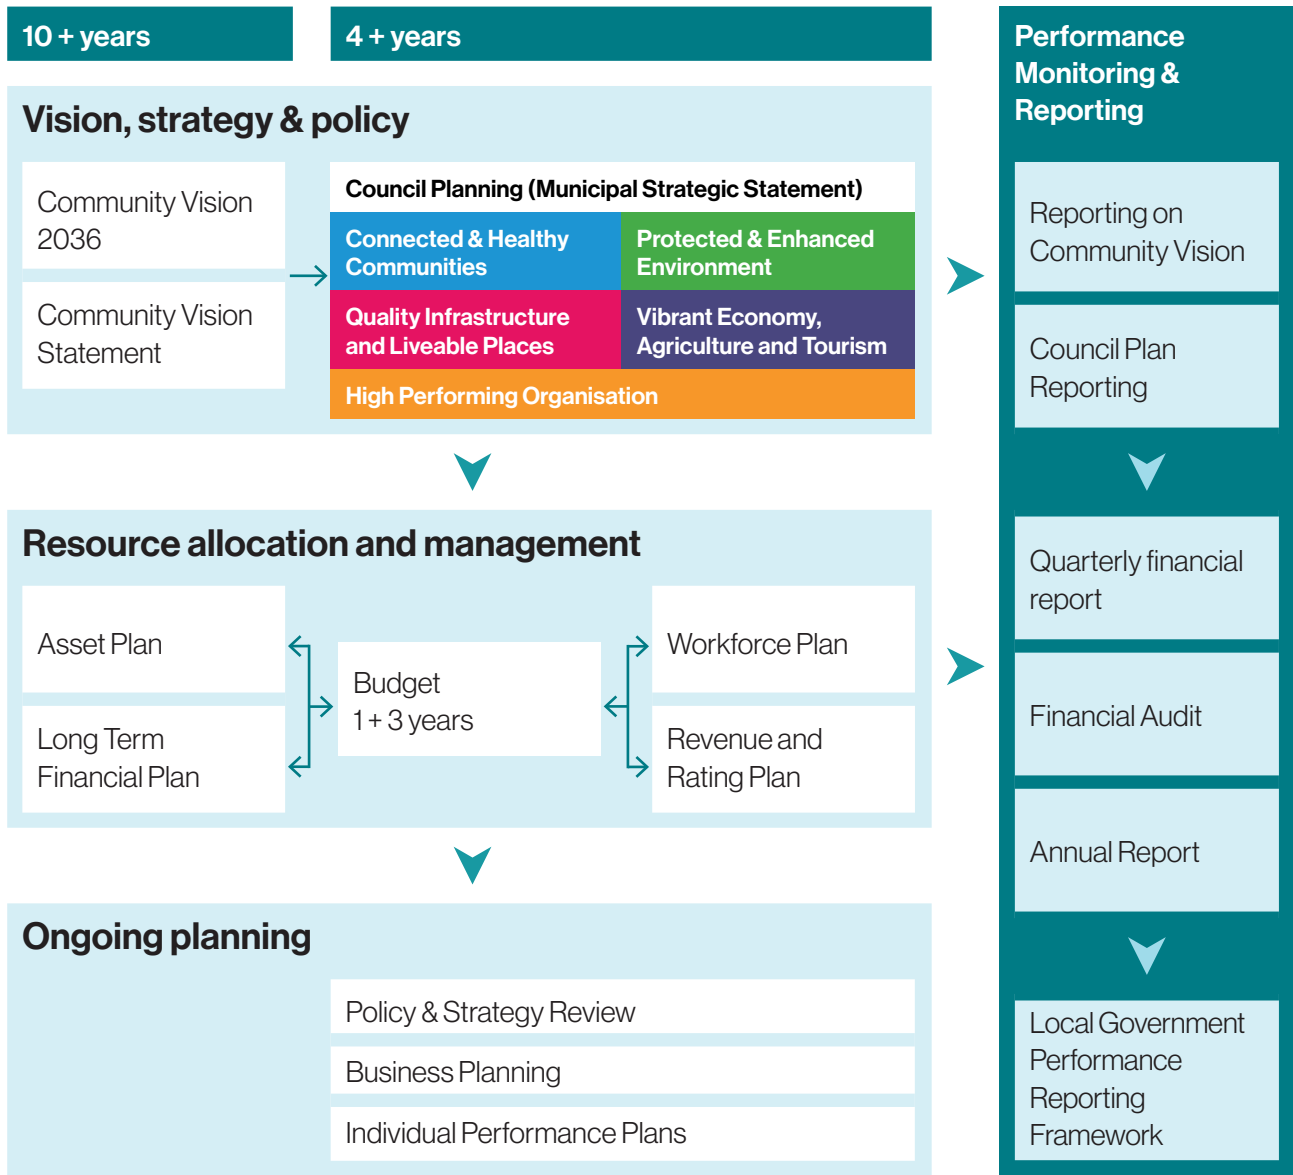 10 + years
4 + years
Vision, strategy & policy
Community Vision
2036
Community Vision
Statement
Council Planning (Municipal Strategic Statement)
Connected & Healthy
Communities
Protected & Enhanced
Environment
Quality Infrastructure
and Liveable Places
Vibrant Economy,
Agriculture and Tourism
High Performing Organisation
Resource allocation and management
Asset Plan
Long Term
Financial Plan
Budget
1 + 3 years
Workforce Plan
Revenue and
Rating Plan
Ongoing planning
Policy & Strategy Review
Business Planning
Individual Performance Plans
Performance
Monitoring &
Reporting
Reporting on
Community Vision
Council Plan
Reporting
Quarterly financial
report
Financial Audit
Annual Report
Local Government
Performance
Reporting
Framework